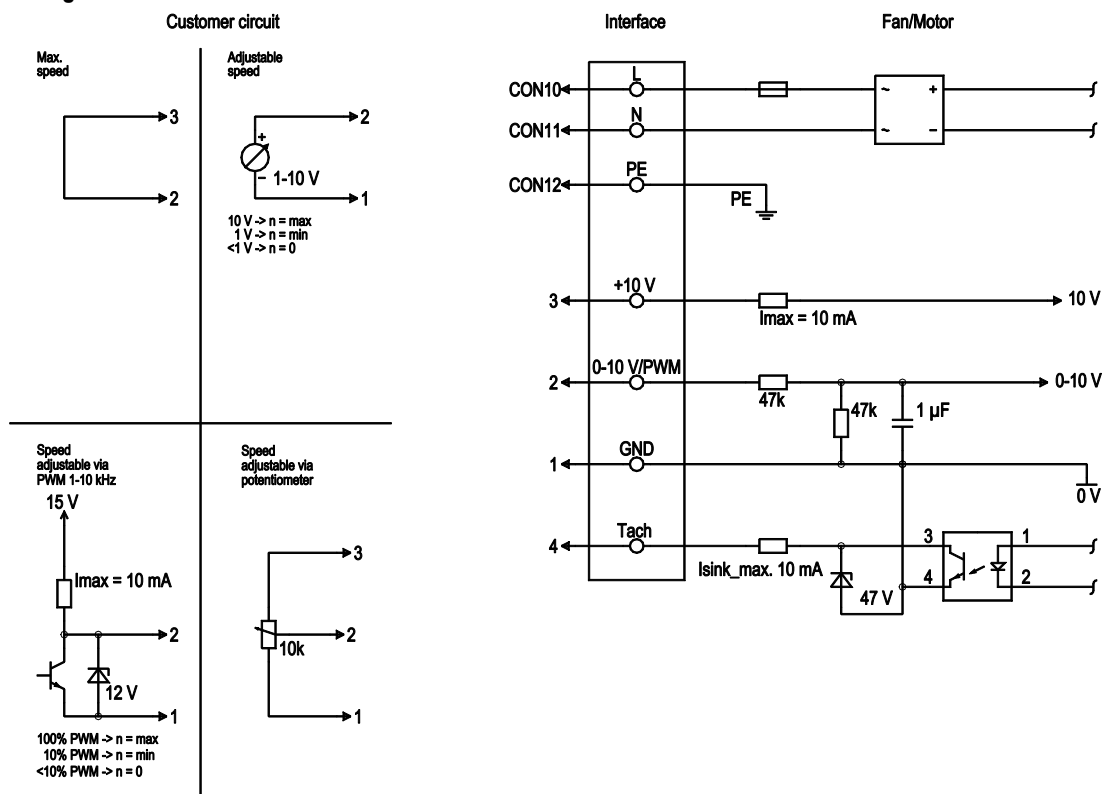 Customer circuit
Interface
Fan/Motor
Max.
speed
3
2
Adjustable
speed
2
+
– 1-10 V
1
10 V -> n = max
1 V -> n = min
<1 V -> n = 0
Speed
adjustable via
PWM 1-10 kHz
15 V
Imax = 10 mA
2
12 V
1
100% PWM -> n = max
10% PWM -> n = min
<10% PWM -> n = 0
Speed
adjustable via
potentiometer
3
2
10k
1
CON10 L ~ +
CON11 N ~ –
CON12 PE
PE
3 +10 V 10 V
Imax = 10 mA
2 0-10 V/PWM 0-10 V
47k
47k
1 µF
1 GND
0 V
4 Tach 3 1
Isink_max. 10 mA
47 V
4 2